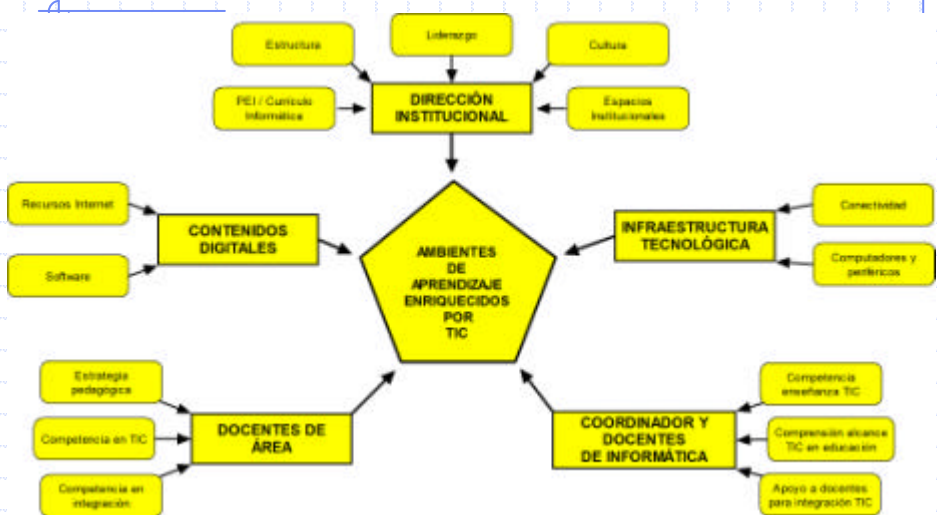 Estructura
Liderazgo
Cultura
PEI / Currículo
Informática
DIRECCIÓN
INSTITUCIONAL
Espacios
Institucionales
Recursos Internet
Software
CONTENIDOS
DIGITALES
AMBIENTES
DE
APRENDIZAJE
ENRIQUECIDOS
POR
TIC
INFRAESTRUCTURA
TECNOLÓGICA
Conectividad
Computadores y
periféricos
Estrategia
pedagógica
Competencia en TIC
Competencia en
integración
DOCENTES DE
ÁREA
COORDINADOR Y
DOCENTES
DE INFORMÁTICA
Competencia
enseñanza TIC
Comprensión alcance
TIC en educación
Apoyo a docentes
para integración TIC